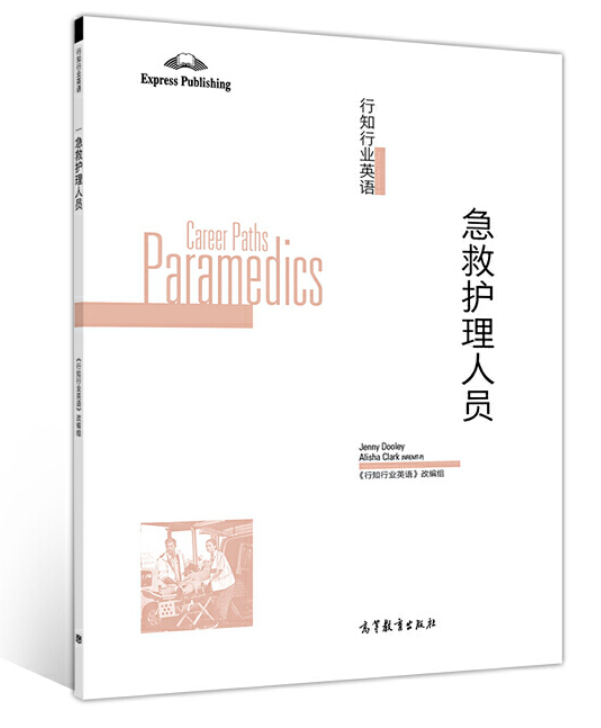 行知行业英语
急救护理人员
《行知行业英语》改编组
Express Publishing
行知行业英语
急救护理人员
Career Paths
Paramedics
Jenny Dooley
Alisha Clark (NREMT-P)
《行知行业英语》改编组
高等教育出版社